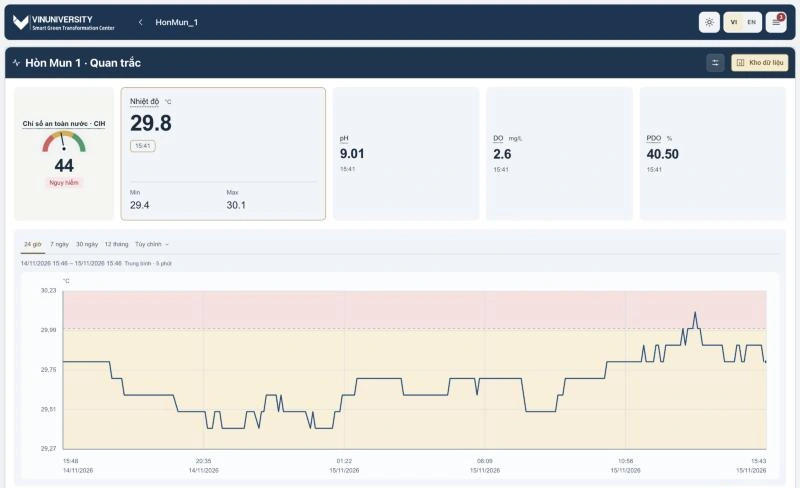 VINUNIVERSITY
Smart Green Transformation Center
HonMun_1
VI EN
3
Hòn Mun 1 · Quan trắc
Kho dữ liệu
Chỉ số an toàn nước · CIH
44
Nguy hiểm
Nhiệt độ °C
29.8
15:41
Min Max
29.4 30.1
pH
9.01
15:41
DO mg/L
2.6
15:41
PDO %
40.50
15:41
24 giờ 7 ngày 30 ngày 12 tháng Tùy chỉnh
14/11/2026 15:46 – 15/11/2026 15:46 Trung bình · 5 phút
°C
30,23
29,99
29,75
29,51
29,27
15:48 20:35 01:22 06:09 10:56 15:43
14/11/2026 14/11/2026 15/11/2026 15/11/2026 15/11/2026 15/11/2026